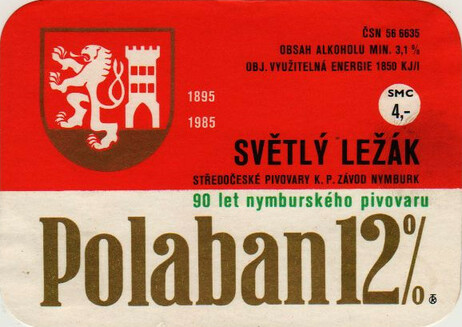 ČSN 56 6635
OBSAH ALKOHOLU MIN. 3,1 %
OBJ. VYUŽITELNÁ ENERGIE 1850 KJ/l
1895
1985
SMC
4,-
SVĚTLÝ LEŽÁK
STŘEDOČESKÉ PIVOVARY K. P. ZÁVOD NYMBURK
90 let nymburského pivovaru
Polaban 12%